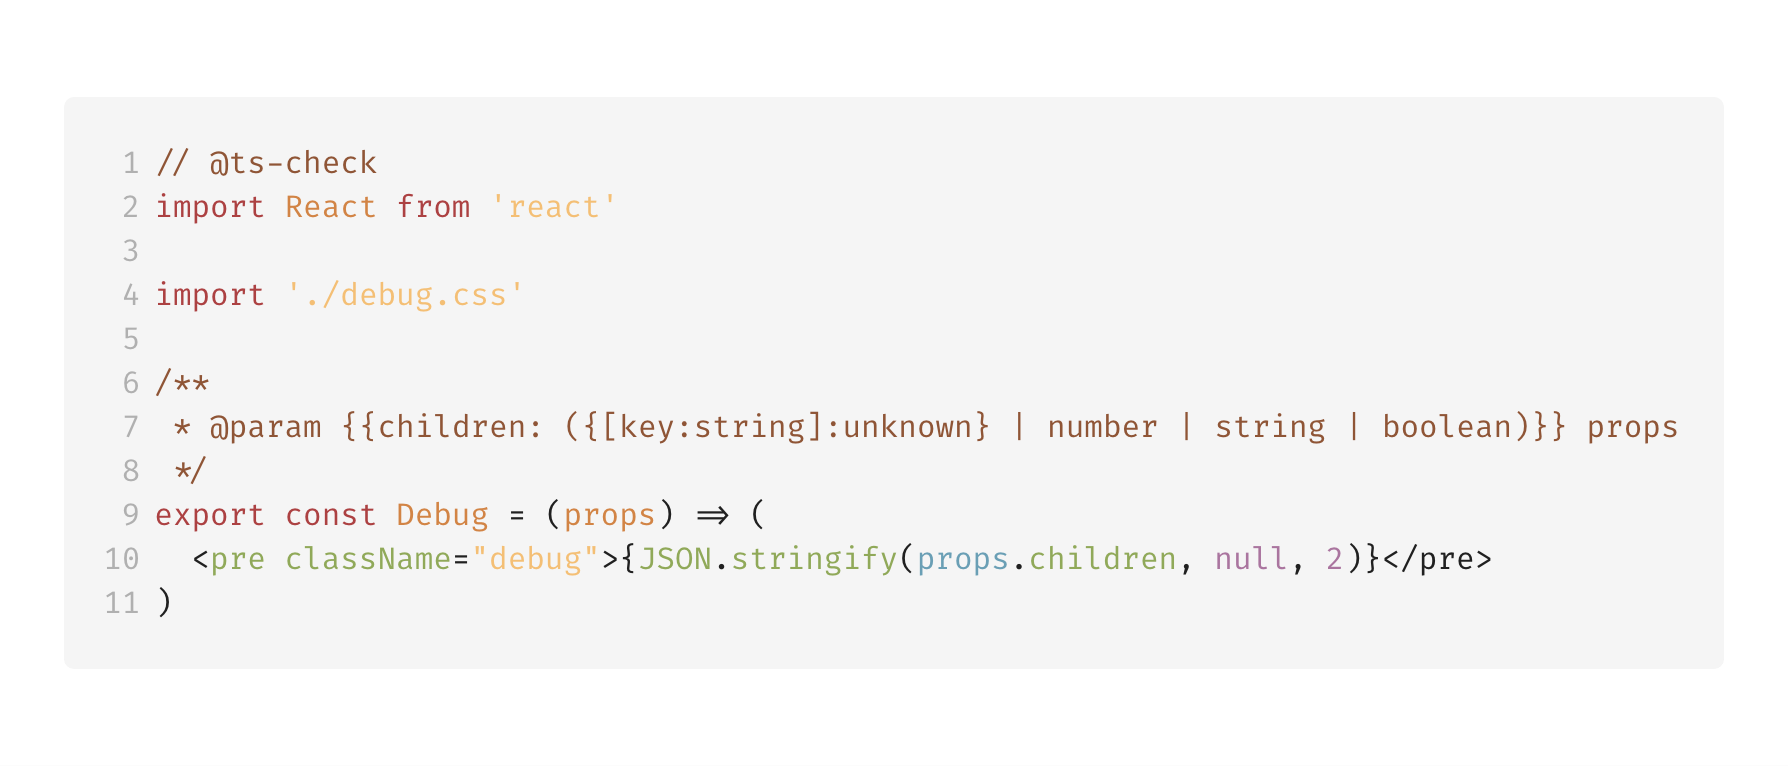 1 // @ts-check
2 import React from 'react'
3
4 import './debug.css'
5
6 /**
7  * @param {{children: ({[key:string]:unknown} | number | string | boolean)}} props
8  */
9 export const Debug = (props) => (
10   <pre className="debug">{JSON.stringify(props.children, null, 2)}</pre>
11 )